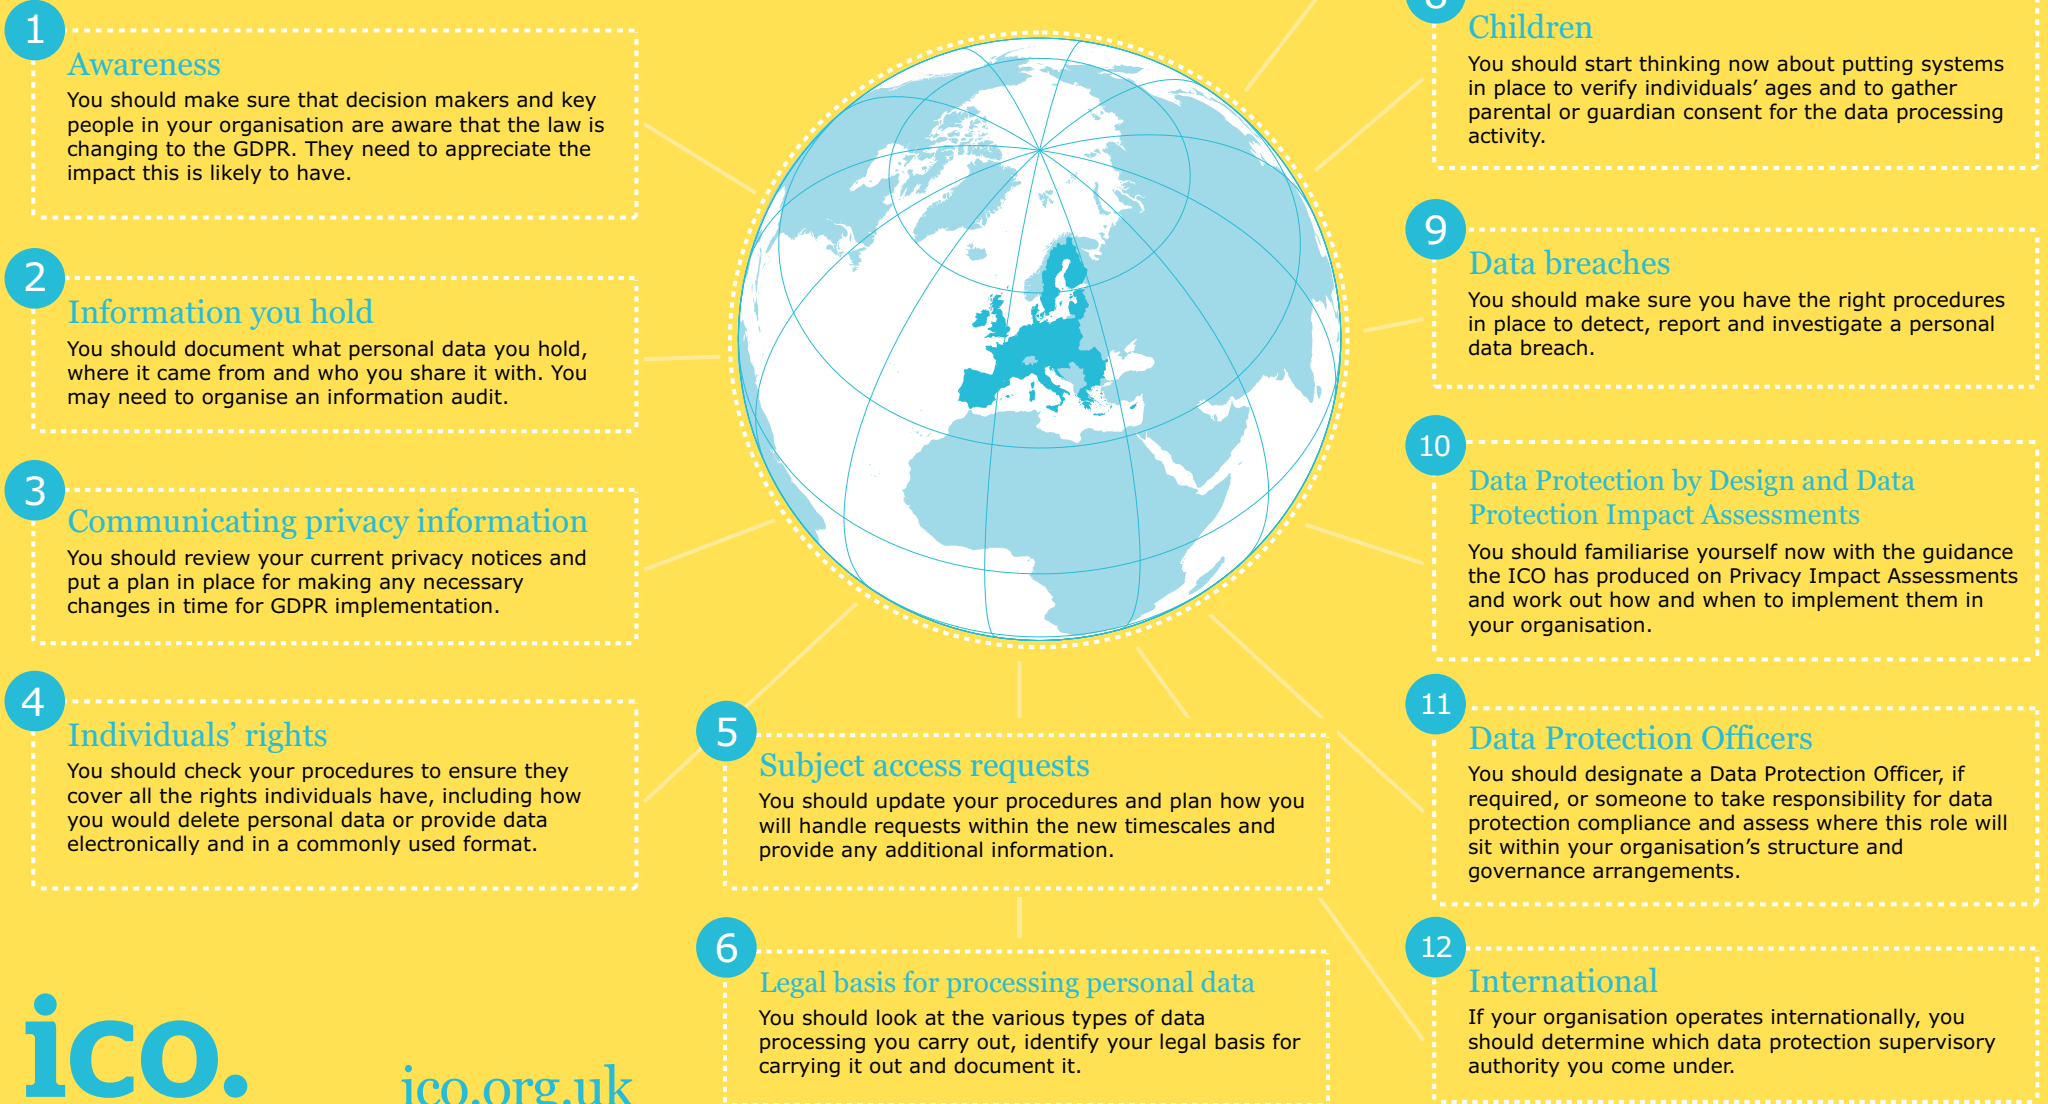 1
Awareness
You should make sure that decision makers and key
people in your organisation are aware that the law is
changing to the GDPR. They need to appreciate the
impact this is likely to have.
2
Information you hold
You should document what personal data you hold,
where it came from and who you share it with. You
may need to organise an information audit.
3
Communicating privacy information
You should review your current privacy notices and
put a plan in place for making any necessary
changes in time for GDPR implementation.
4
Individuals’ rights
You should check your procedures to ensure they
cover all the rights individuals have, including how
you would delete personal data or provide data
electronically and in a commonly used format.
5
Subject access requests
You should update your procedures and plan how you
will handle requests within the new timescales and
provide any additional information.
6
Legal basis for processing personal data
You should look at the various types of data
processing you carry out, identify your legal basis for
carrying it out and document it.
8
Children
You should start thinking now about putting systems
in place to verify individuals’ ages and to gather
parental or guardian consent for the data processing
activity.
9
Data breaches
You should make sure you have the right procedures
in place to detect, report and investigate a personal
data breach.
10
Data Protection by Design and Data
Protection Impact Assessments
You should familiarise yourself now with the guidance
the ICO has produced on Privacy Impact Assessments
and work out how and when to implement them in
your organisation.
11
Data Protection Officers
You should designate a Data Protection Officer, if
required, or someone to take responsibility for data
protection compliance and assess where this role will
sit within your organisation’s structure and
governance arrangements.
12
International
If your organisation operates internationally, you
should determine which data protection supervisory
authority you come under.
ico.
ico.org.uk